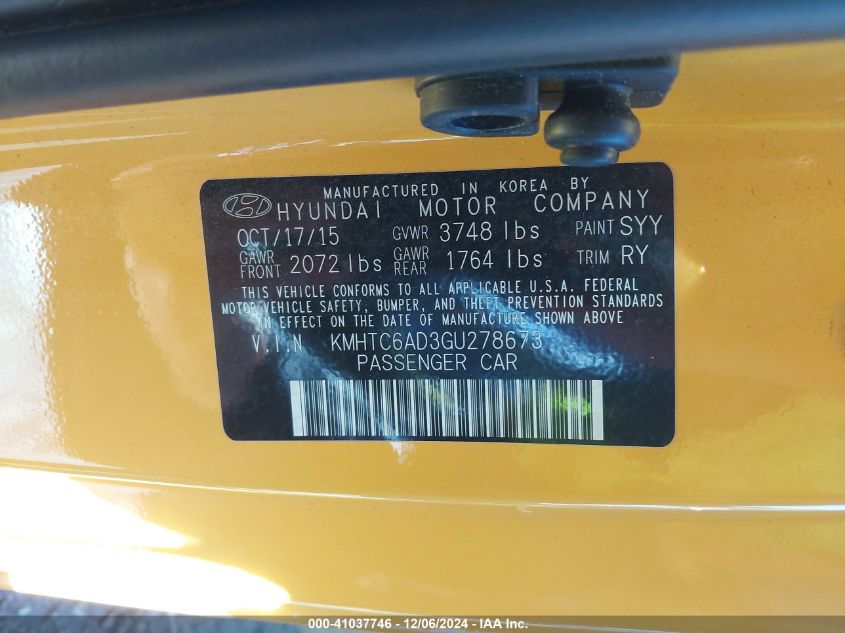 MANUFACTURED IN KOREA BY
HYUNDAI MOTOR COMPANY
OCT/17/15 GVWR 3748 lbs PAINT SYY
GAWR FRONT 2072 lbs GAWR REAR 1764 lbs TRIM RY
THIS VEHICLE CONFORMS TO ALL APPLICABLE U.S.A. FEDERAL
MOTOR VEHICLE SAFETY, BUMPER, AND THEFT PREVENTION STANDARDS
IN EFFECT ON THE DATE OF MANUFACTURE SHOWN ABOVE
V.I.N KMHTC6AD3GU278673
PASSENGER CAR
000-41037746 - 12/06/2024 - IAA Inc.